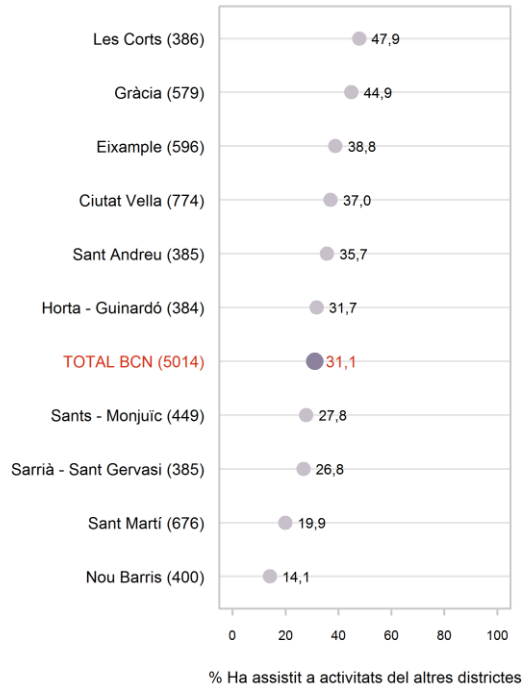 Les Corts (386) 47,9
Gràcia (579) 44,9
Eixample (596) 38,8
Ciutat Vella (774) 37,0
Sant Andreu (385) 35,7
Horta - Guinardó (384) 31,7
TOTAL BCN (5014) 31,1
Sants - Monjuïc (449) 27,8
Sarrià - Sant Gervasi (385) 26,8
Sant Martí (676) 19,9
Nou Barris (400) 14,1
0 20 40 60 80 100
% Ha assistit a activitats del altres districtes